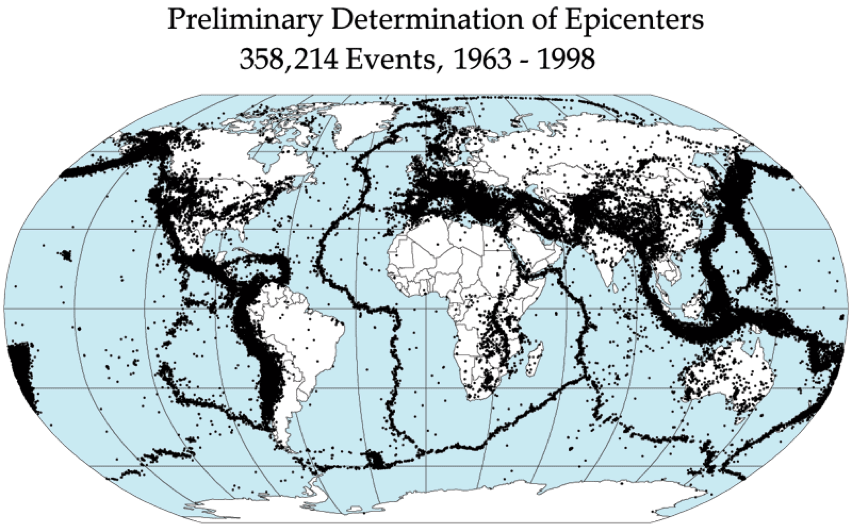 Preliminary Determination of Epicenters
358,214 Events, 1963 - 1998